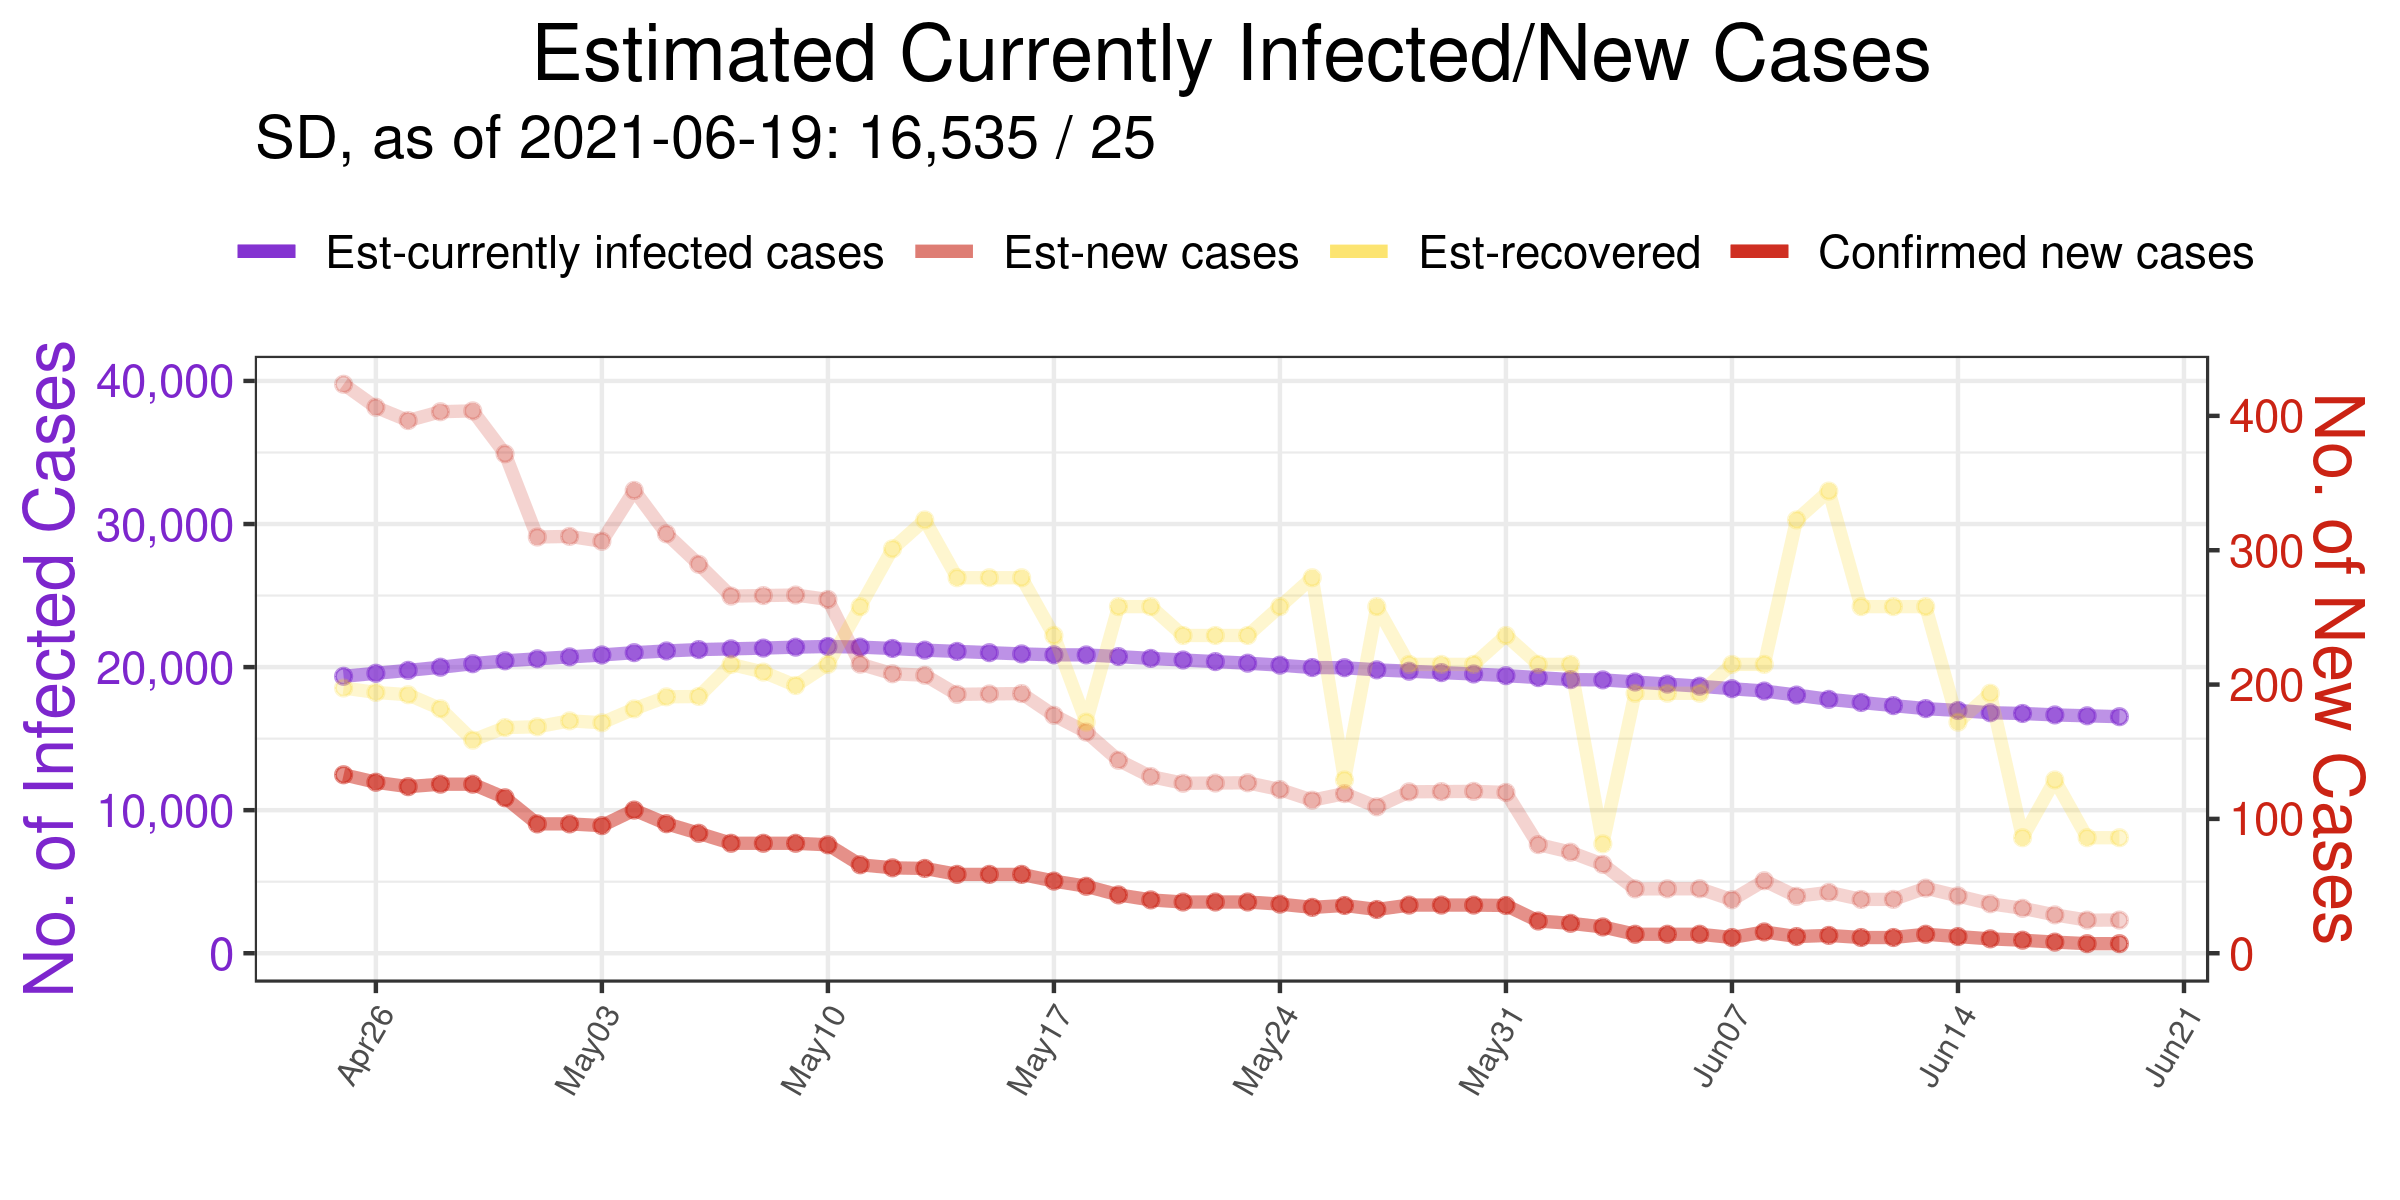 Estimated Currently Infected/New Cases
SD, as of 2021-06-19: 16,535 / 25
Est-currently infected cases Est-new cases Est-recovered Confirmed new cases
No. of Infected Cases
40,000
30,000
20,000
10,000
0
400
300
200
100
0
No. of New Cases
Apr26 May03 May10 May17 May24 May31 Jun07 Jun14 Jun21